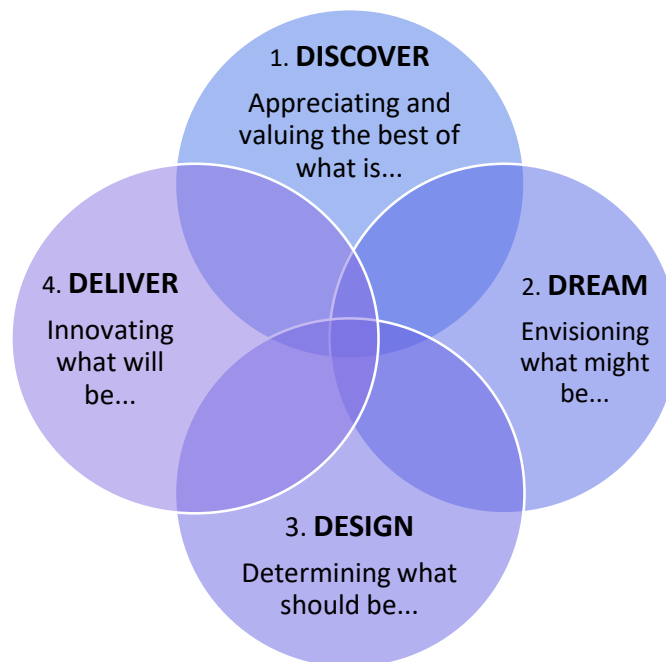 1. DISCOVER
Appreciating and
valuing the best of
what is...
2. DREAM
Envisioning
what might
be...
3. DESIGN
Determining what
should be...
4. DELIVER
Innovating
what will
be...